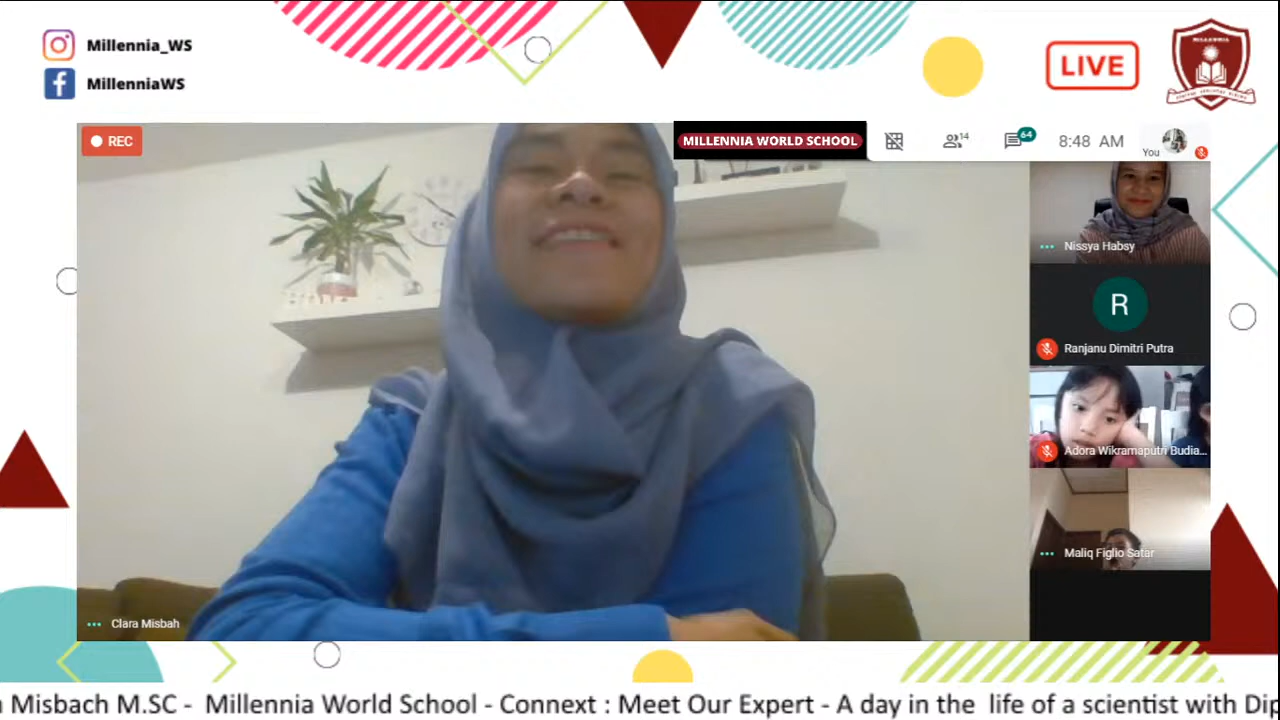 Millennia_WS
MillenniaWS
LIVE
MILLENNIA
REC
MILLENNIA WORLD SCHOOL
14
64
8:48 AM
You
Nissya Habsy
R
Ranjanu Dimitri Putra
Adora Wikramaputri Budia...
Maliq Figlio Satar
Clara Misbah
Misbach M.SC - Millennia World School - Connext : Meet Our Expert - A day in the life of a scientist with Dip